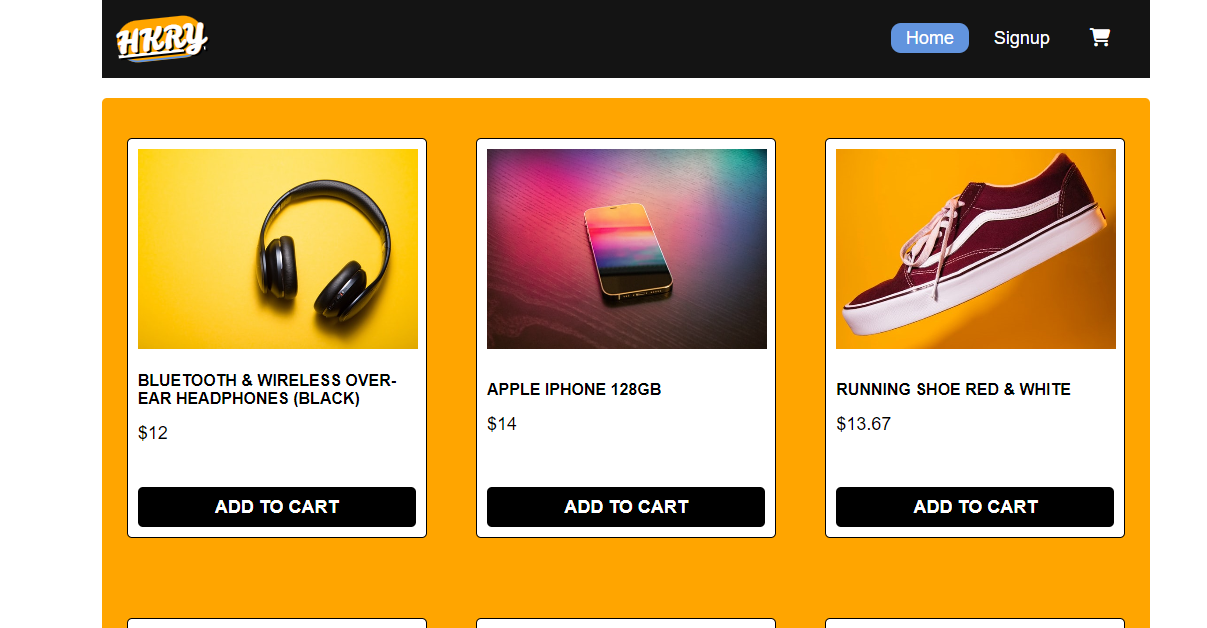 HKRY
Home
Signup
BLUETOOTH & WIRELESS OVER-
EAR HEADPHONES (BLACK)
$12
ADD TO CART
APPLE IPHONE 128GB
$14
ADD TO CART
RUNNING SHOE RED & WHITE
$13.67
ADD TO CART